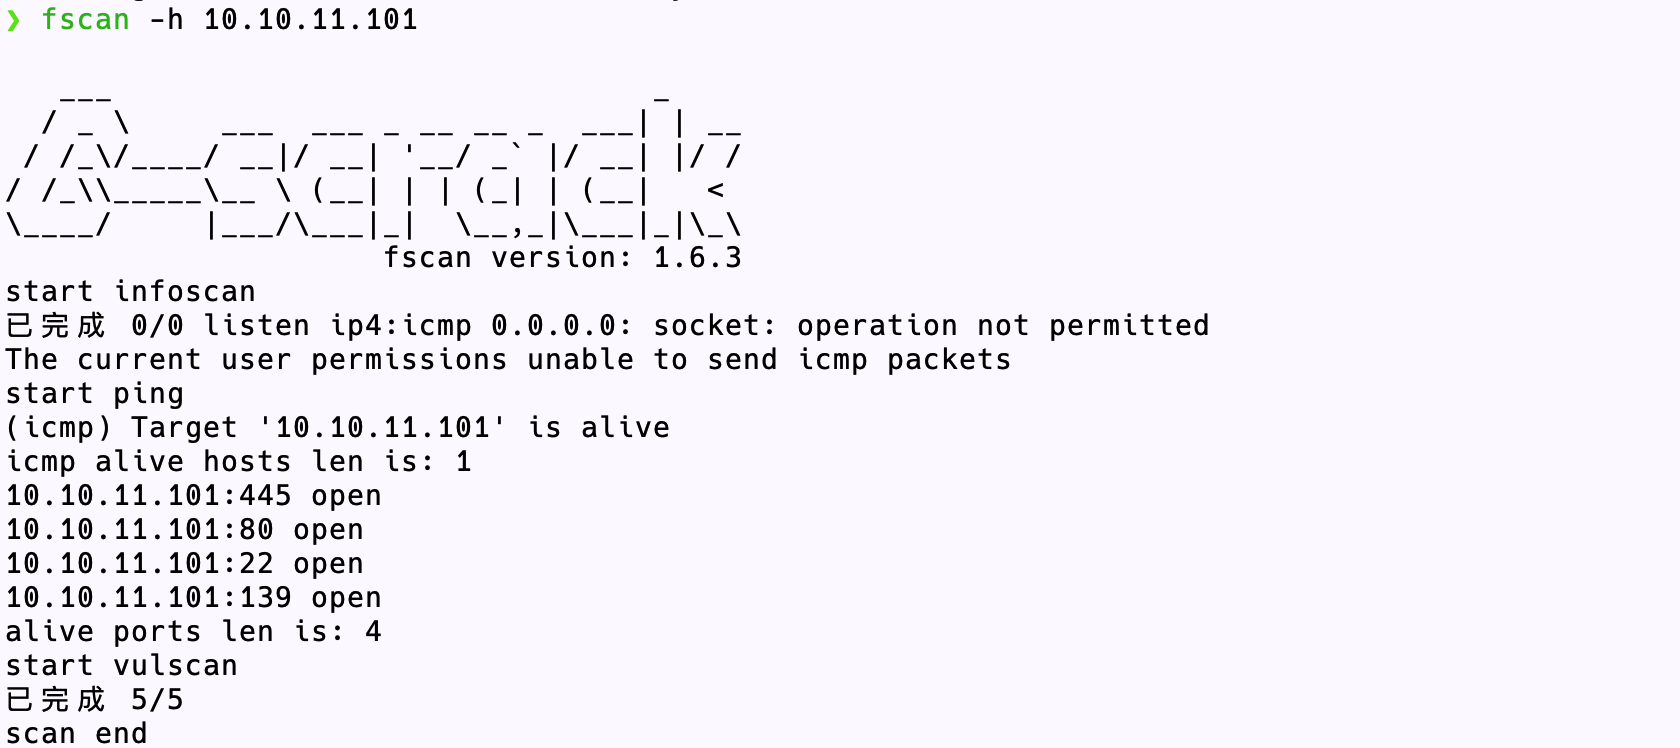 ❯ fscan -h 10.10.11.101
   ___                              _
  / _ \     ___  ___ _ __ __ _  ___| | __
 / /_\/____/ __|/ __| '__/ _` |/ __| |/ /
/ /_\\_____\__ \ (__| | | (_| | (__|   <
\____/     |___/\___|_|  \__,_|\___|_|\_\
                     fscan version: 1.6.3
start infoscan
已完成 0/0 listen ip4:icmp 0.0.0.0: socket: operation not permitted
The current user permissions unable to send icmp packets
start ping
(icmp) Target '10.10.11.101' is alive
icmp alive hosts len is: 1
10.10.11.101:445 open
10.10.11.101:80 open
10.10.11.101:22 open
10.10.11.101:139 open
alive ports len is: 4
start vulscan
已完成 5/5
scan end